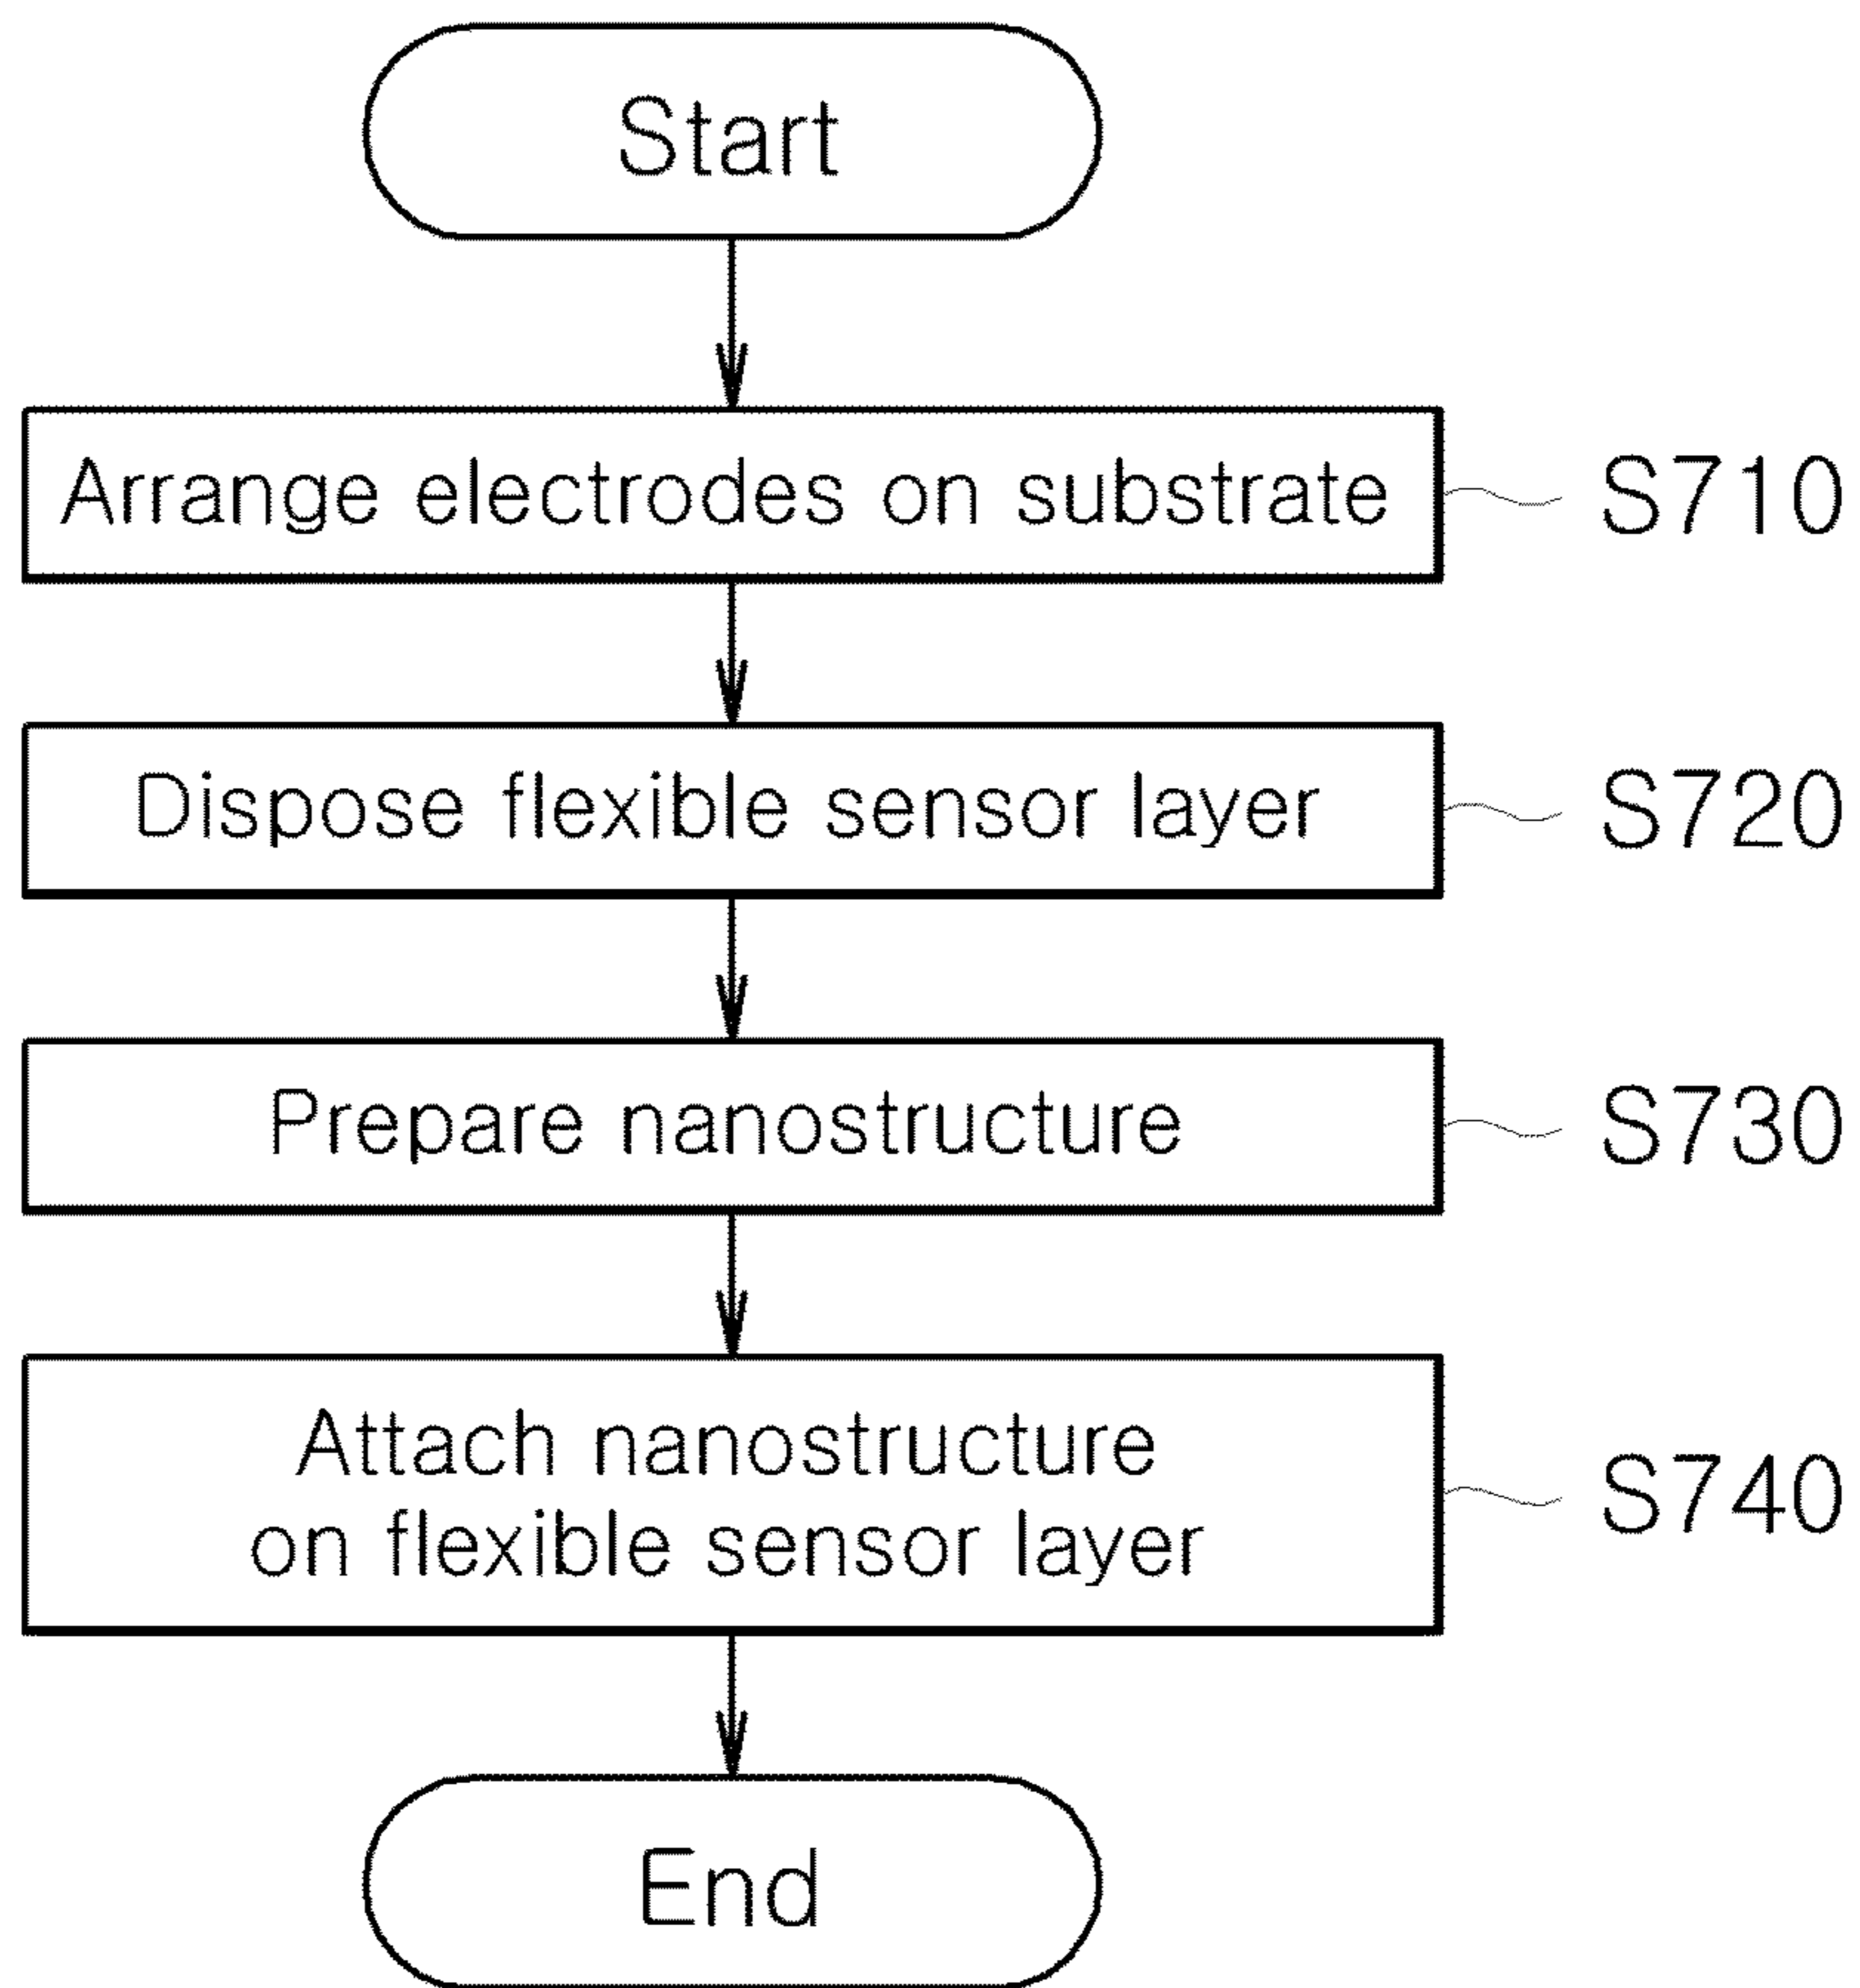 Start
Arrange electrodes on substrate
S710
Dispose flexible sensor layer
S720
Prepare nanostructure
S730
Attach nanostructure
on flexible sensor layer
S740
End